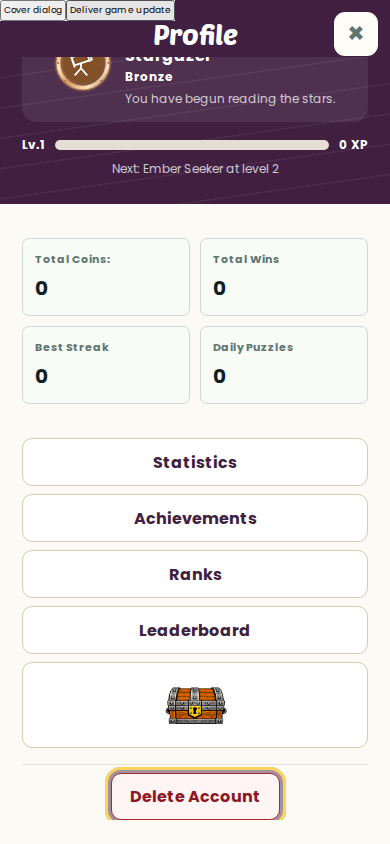 Cover dialog Deliver game update
Profile
Stargazer
Bronze
You have begun reading the stars.
Lv.1 0 XP
Next: Ember Seeker at level 2
Total Coins: Total Wins
0 0
Best Streak Daily Puzzles
0 0
Statistics
Achievements
Ranks
Leaderboard
Delete Account